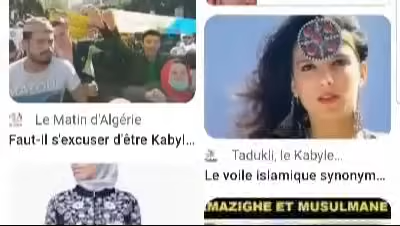 Le Matin d'Algérie
Faut-il s'excuser d'être Kabyl...
Tadukli, le Kabyle...
Le voile islamique synonym...
MAZIGHE ET MUSULMANE